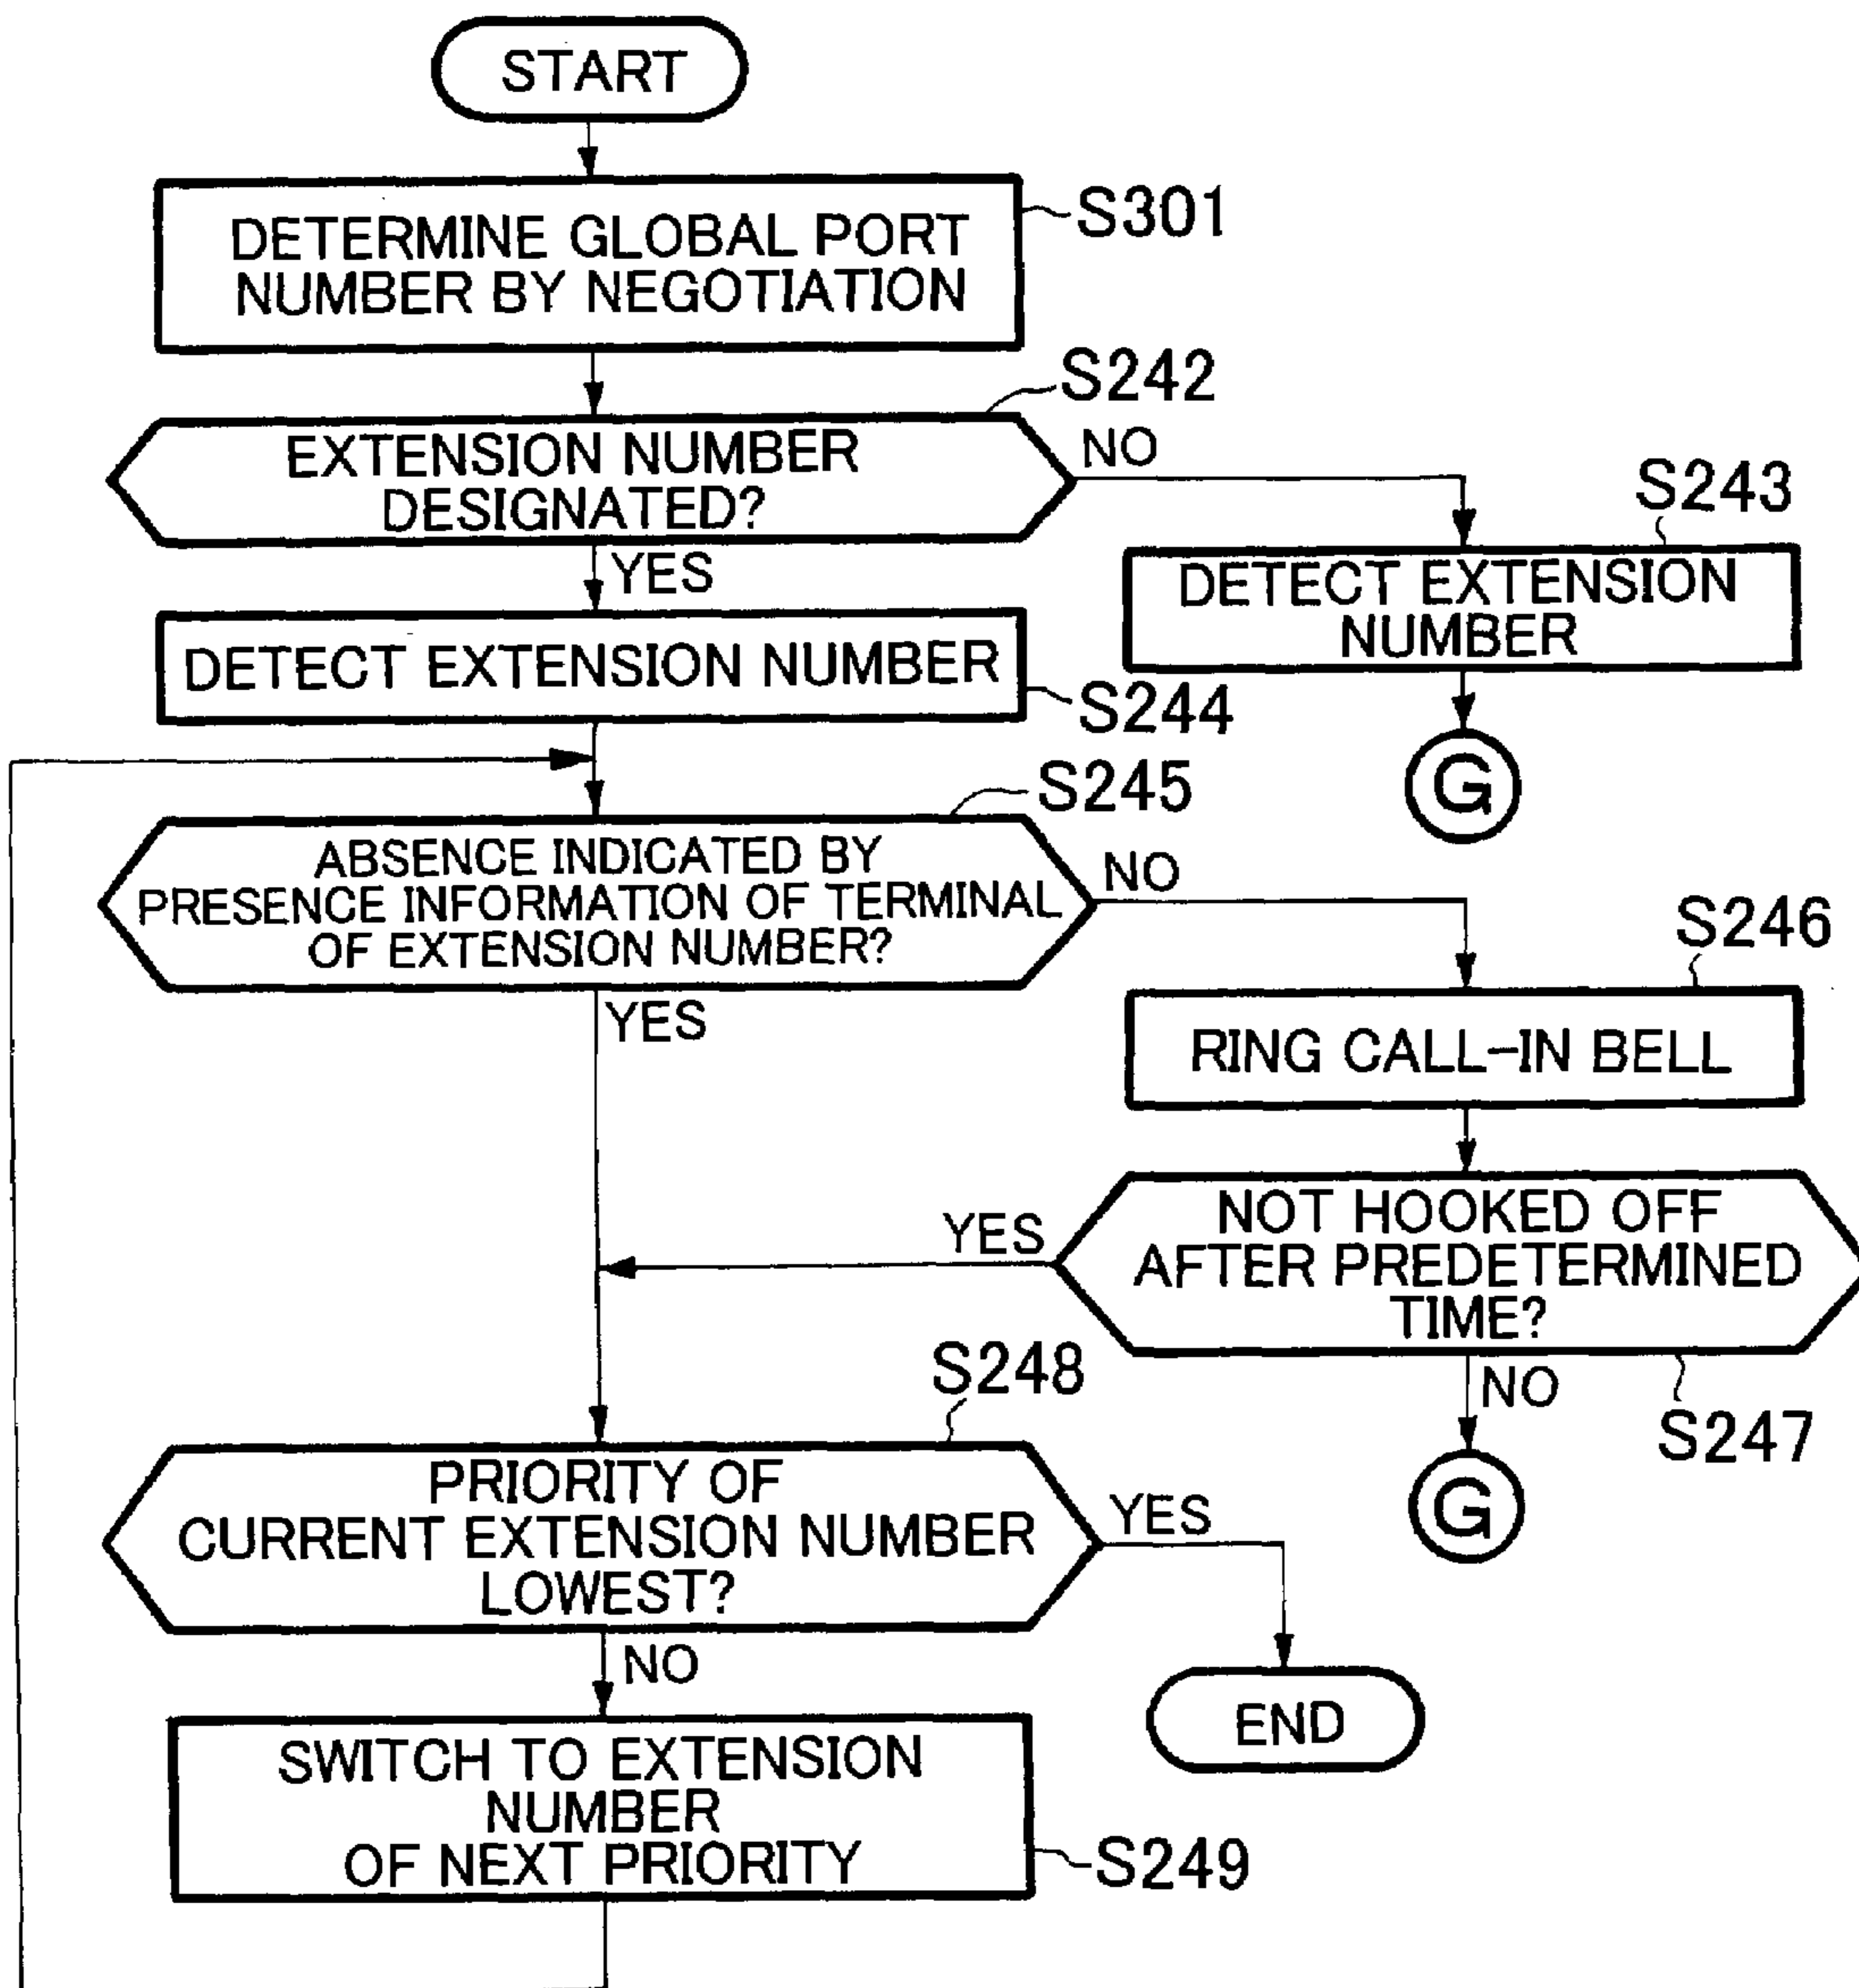 START
DETERMINE GLOBAL PORT
NUMBER BY NEGOTIATION
S301
S242
EXTENSION NUMBER
DESIGNATED?
NO
YES
S243
DETECT EXTENSION
NUMBER
G
DETECT EXTENSION NUMBER
S244
S245
ABSENCE INDICATED BY
PRESENCE INFORMATION OF TERMINAL
OF EXTENSION NUMBER?
NO
YES
S246
RING CALL-IN BELL
NOT HOOKED OFF
AFTER PREDETERMINED
TIME?
YES
NO
S247
G
S248
PRIORITY OF
CURRENT EXTENSION NUMBER
LOWEST?
YES
NO
END
SWITCH TO EXTENSION
NUMBER
OF NEXT PRIORITY
S249